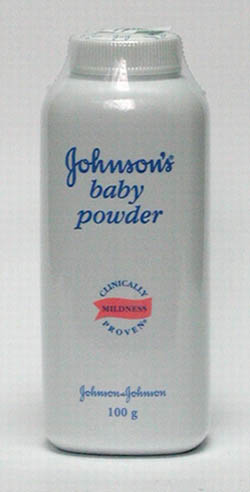 Johnson's®
baby
powder
CLINICALLY
MILDNESS
PROVEN®
Johnson & Johnson
100 g